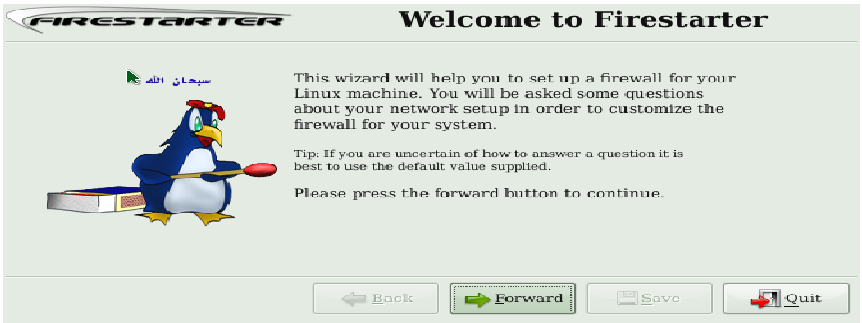 FIRESTARTER
Welcome to Firestarter
سبحان الله
This wizard will help you to set up a firewall for your
Linux machine. You will be asked some questions
about your network setup in order to customize the
firewall for your system.
Tip: If you are uncertain of how to answer a question it is
best to use the default value supplied.
Please press the forward button to continue.
Back
Forward
Save
Quit